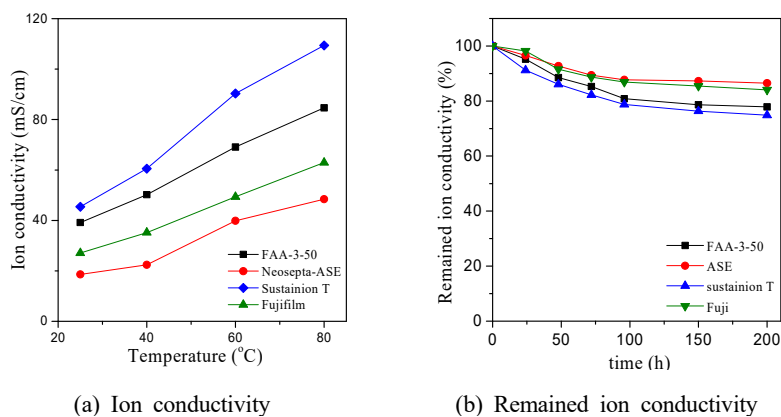 120
80
40
0
20
40
60
80
Ion conductivity (mS/cm)
Temperature (°C)
FAA-3-50
Neosepta-ASE
Sustainion T
Fujifilm
(a) Ion conductivity
100
80
60
40
20
0
0
50
100
150
200
Remained ion conductivity (%)
time (h)
FAA-3-50
ASE
sustainion T
Fuji
(b) Remained ion conductivity